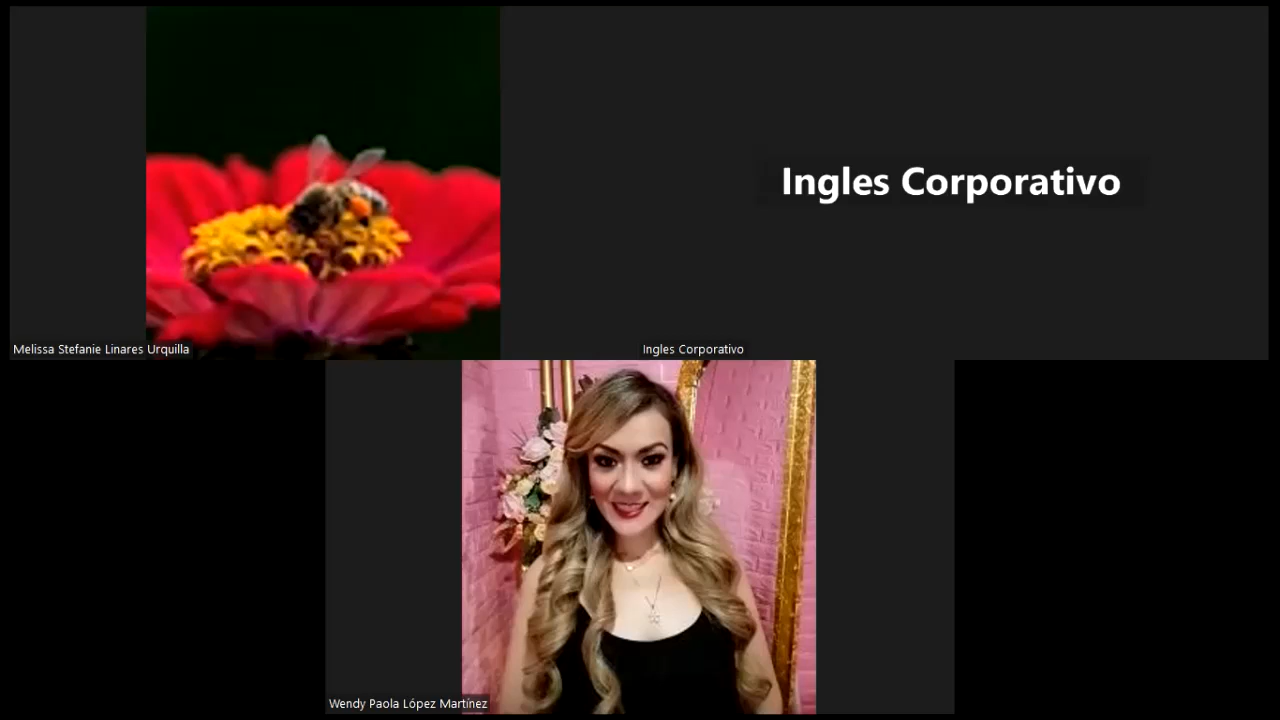 Ingles Corporativo
Melissa Stefanie Linares Urquilla
Ingles Corporativo
Wendy Paola López Martínez